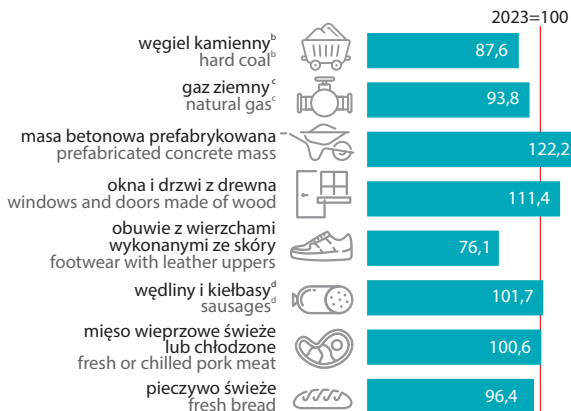 2023=100
węgiel kamienny^b
hard coal^b
87,6
gaz ziemny^c
natural gas^c
93,8
masa betonowa prefabrykowana
prefabricated concrete mass
122,2
okna i drzwi z drewna
windows and doors made of wood
111,4
obuwie z wierzchami
wykonanymi ze skóry
footwear with leather uppers
76,1
wędliny i kiełbasy^d
sausages^d
101,7
mięso wieprzowe świeże
lub chłodzone
fresh or chilled pork meat
100,6
pieczywo świeże
fresh bread
96,4